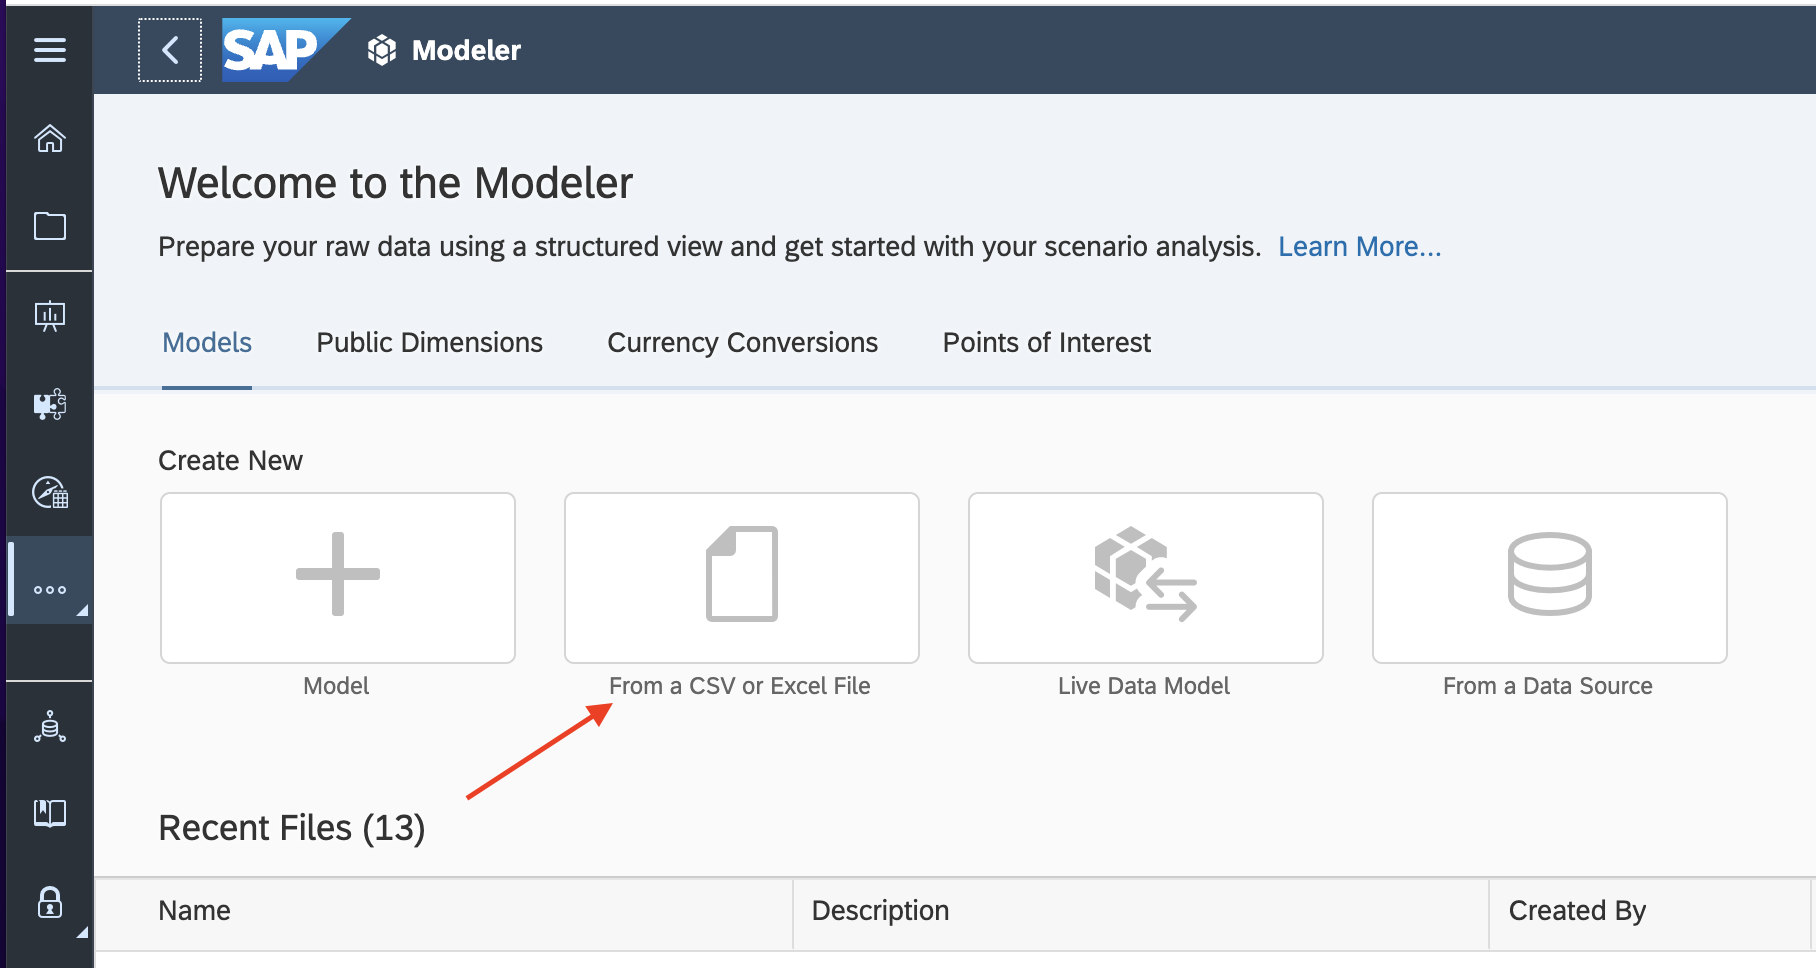 SAP Modeler
Welcome to the Modeler
Prepare your raw data using a structured view and get started with your scenario analysis. Learn More...
Models Public Dimensions Currency Conversions Points of Interest
Create New
Model From a CSV or Excel File Live Data Model From a Data Source
Recent Files (13)
Name Description Created By